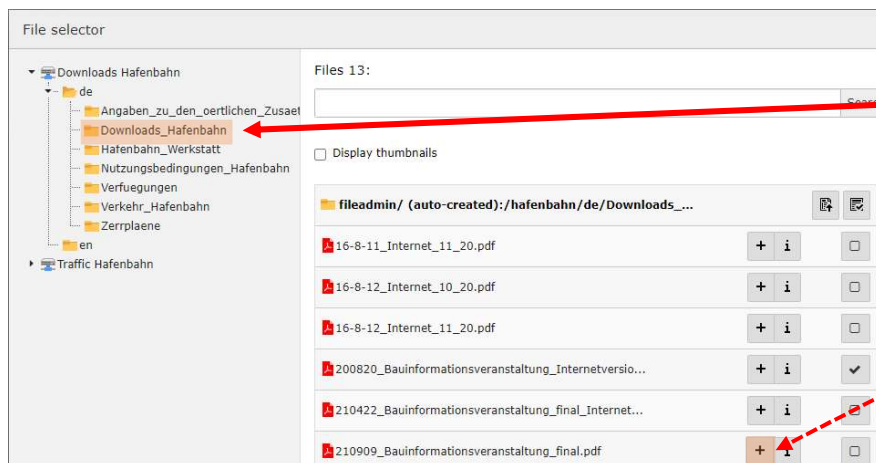 File selector
Downloads Hafenbahn
de
Angaben_zu_den_oertlichen_Zusaet
Downloads_Hafenbahn
Hafenbahn_Werkstatt
Nutzungsbedingungen_Hafenbahn
Verfuegungen
Verkehr_Hafenbahn
Zerrplaene
en
Traffic Hafenbahn
Files 13:
Display thumbnails
fileadmin/ (auto-created):/hafenbahn/de/Downloads_...
16-8-11_Internet_11_20.pdf
16-8-12_Internet_10_20.pdf
16-8-12_Internet_11_20.pdf
200820_Bauinformationsveranstaltung_Internetversio...
210422_Bauinformationsveranstaltung_final_Internet...
210909_Bauinformationsveranstaltung_final.pdf